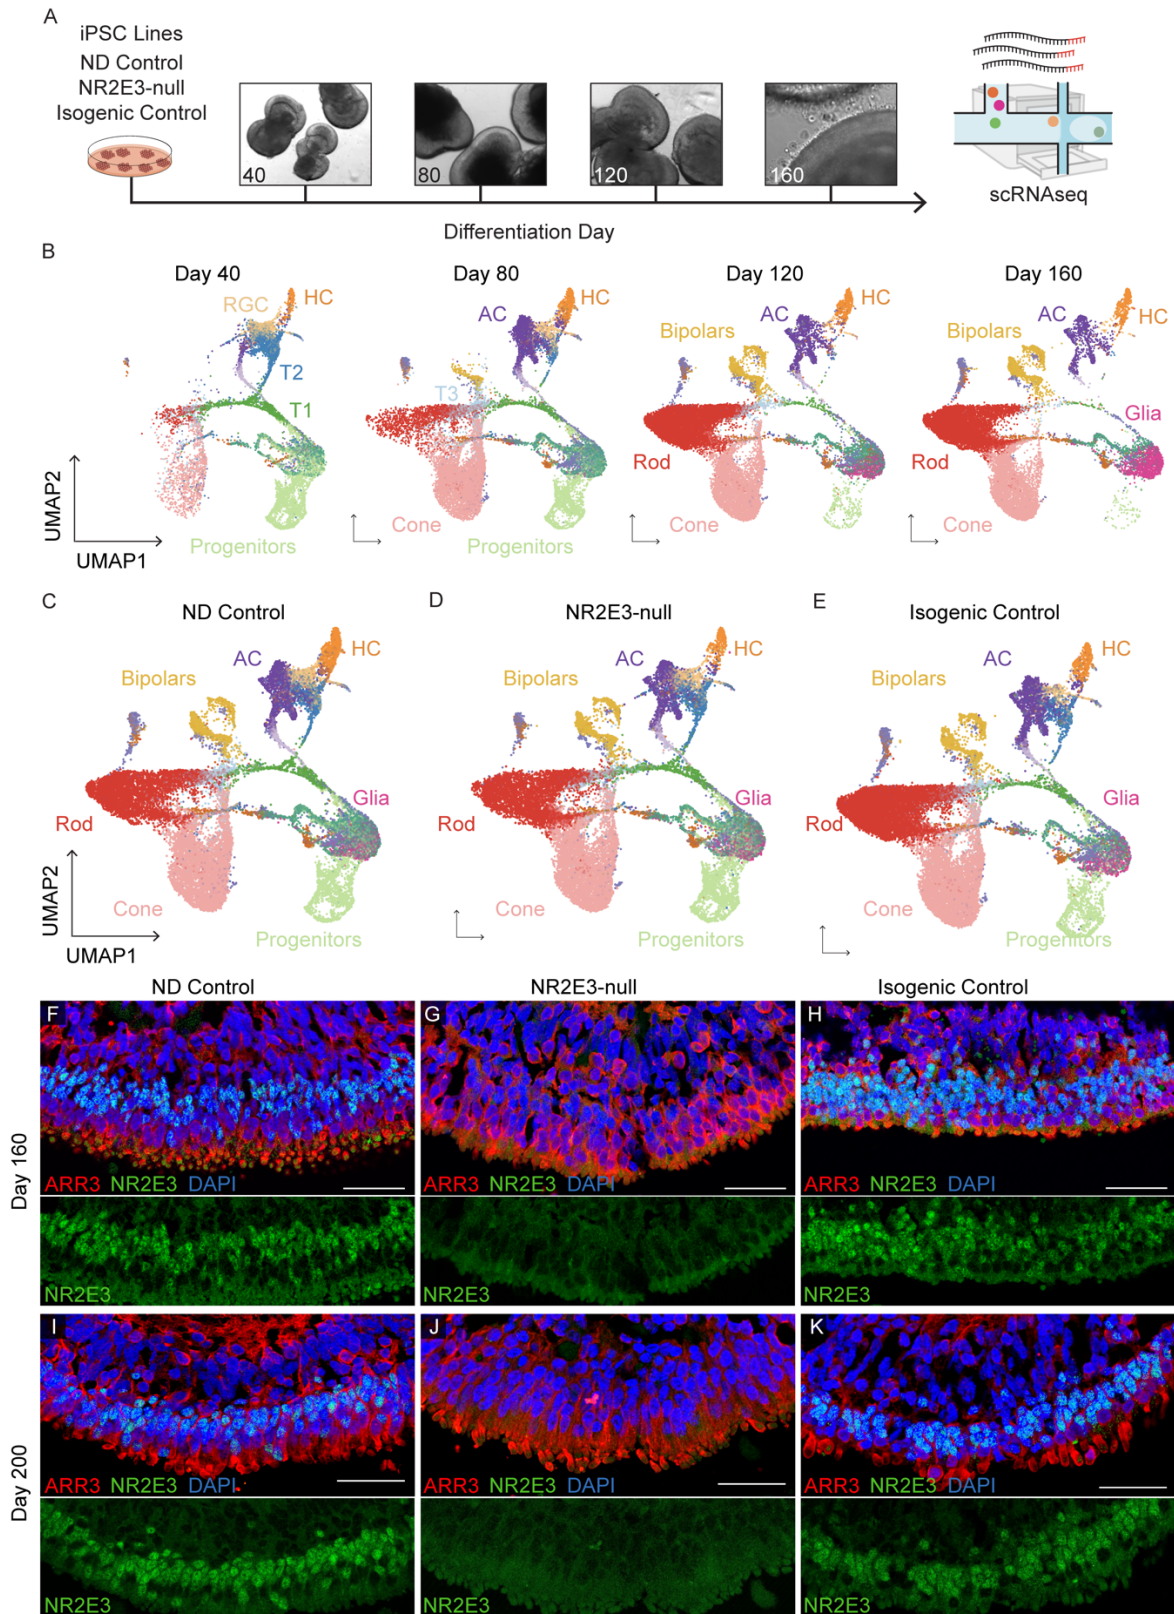 A
iPSC Lines
ND Control
NR2E3-null
Isogenic Control
40
80
120
160
scRNAseq
Differentiation Day
B
Day 40
Day 80
Day 120
Day 160
RGC
HC
T2
T1
UMAP2
UMAP1
Progenitors
AC
T3
Cone
Progenitors
HC
AC
Bipolars
Rod
Cone
HC
AC
Bipolars
Glia
Rod
Cone
C
ND Control
AC
HC
Bipolars
Glia
Rod
Cone
Progenitors
UMAP2
UMAP1
D
NR2E3-null
AC
HC
Bipolars
Glia
Rod
Cone
Progenitors
E
Isogenic Control
AC
HC
Bipolars
Glia
Rod
Cone
Progenitors
ND Control
NR2E3-null
Isogenic Control
Day 160
F
ARR3 NR2E3 DAPI
NR2E3
G
ARR3 NR2E3 DAPI
NR2E3
H
ARR3 NR2E3 DAPI
NR2E3
Day 200
I
ARR3 NR2E3 DAPI
NR2E3
J
ARR3 NR2E3 DAPI
NR2E3
K
ARR3 NR2E3 DAPI
NR2E3